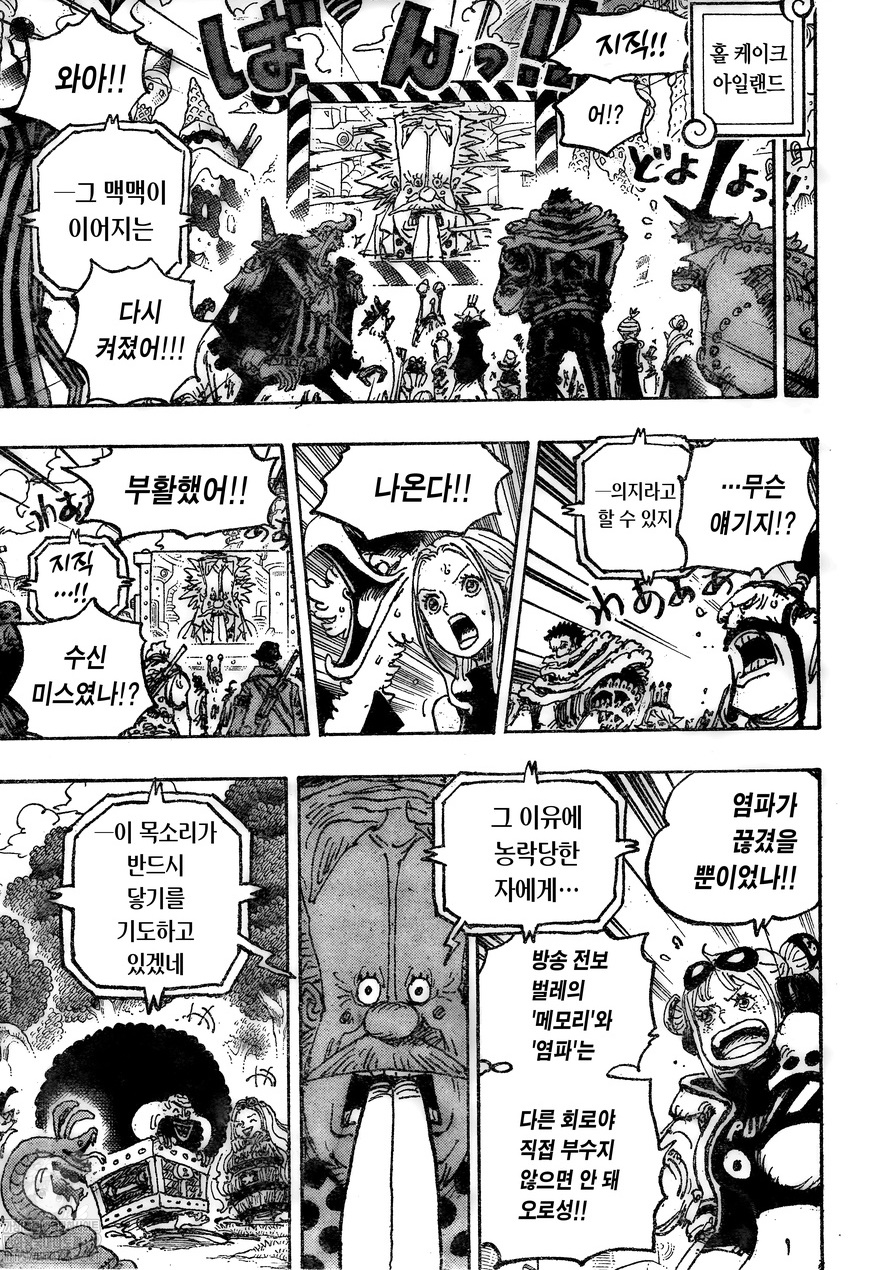 홀 케이크
아일랜드
지직!!
어!?
ばんっ!!
どよ
よっ!
와아!!
―그 맥맥이
이어지는
다시
켜졌어!!!
…무슨
얘기지!?
―의지라고
할 수 있지
わああああ
나온다!!
부활했어!!
わあ
あ
지직
…!!
수신
미스였나!?
염파가
끊겼을
뿐이었나!!
그 이유에
농락당한
자에게…
방송 전보
벌레의
'메모리'와
'염파'는
다른 회로야
직접 부수지
않으면 안 돼
오로성!!
―이 목소리가
반드시
닿기를
기도하고
있겠네